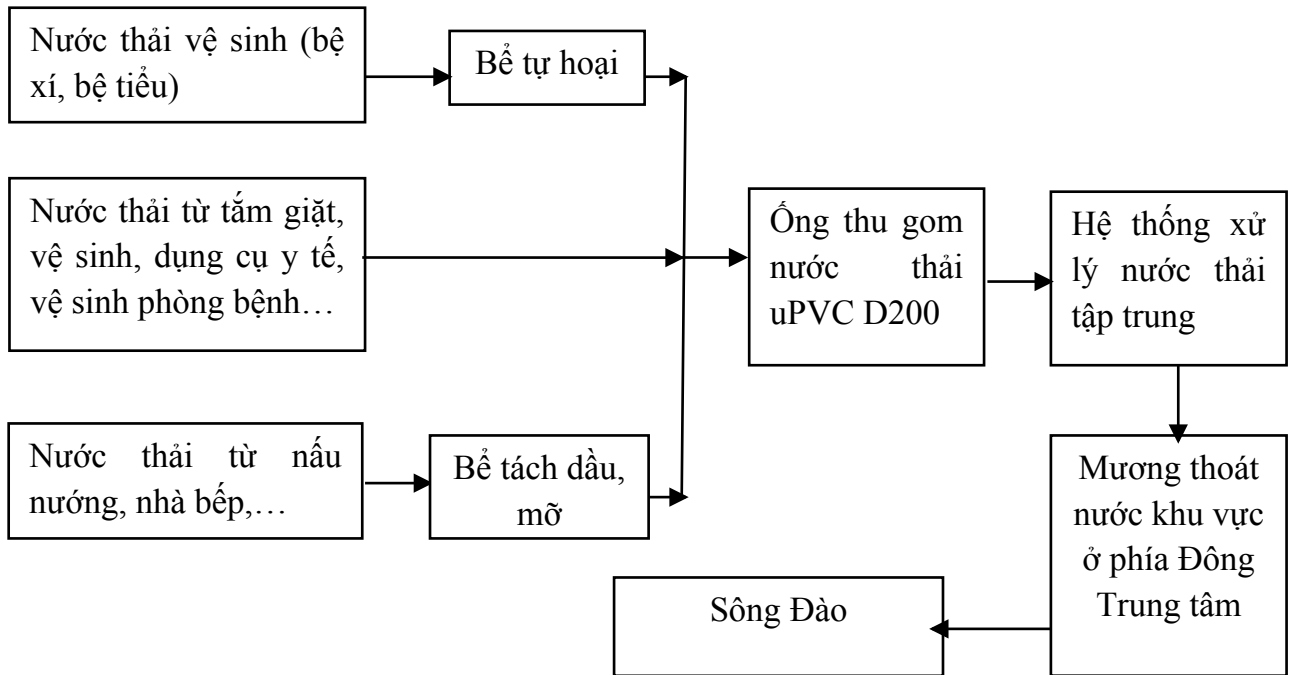 Nước thải vệ sinh (bệ
xí, bệ tiểu)
Bể tự hoại
Nước thải từ tắm giặt,
vệ sinh, dụng cụ y tế,
vệ sinh phòng bệnh…
Ống thu gom
nước thải
uPVC D200
Hệ thống xử
lý nước thải
tập trung
Nước thải từ nấu
nướng, nhà bếp,…
Bể tách dầu,
mỡ
Mương thoát
nước khu vực
ở phía Đông
Trung tâm
Sông Đào